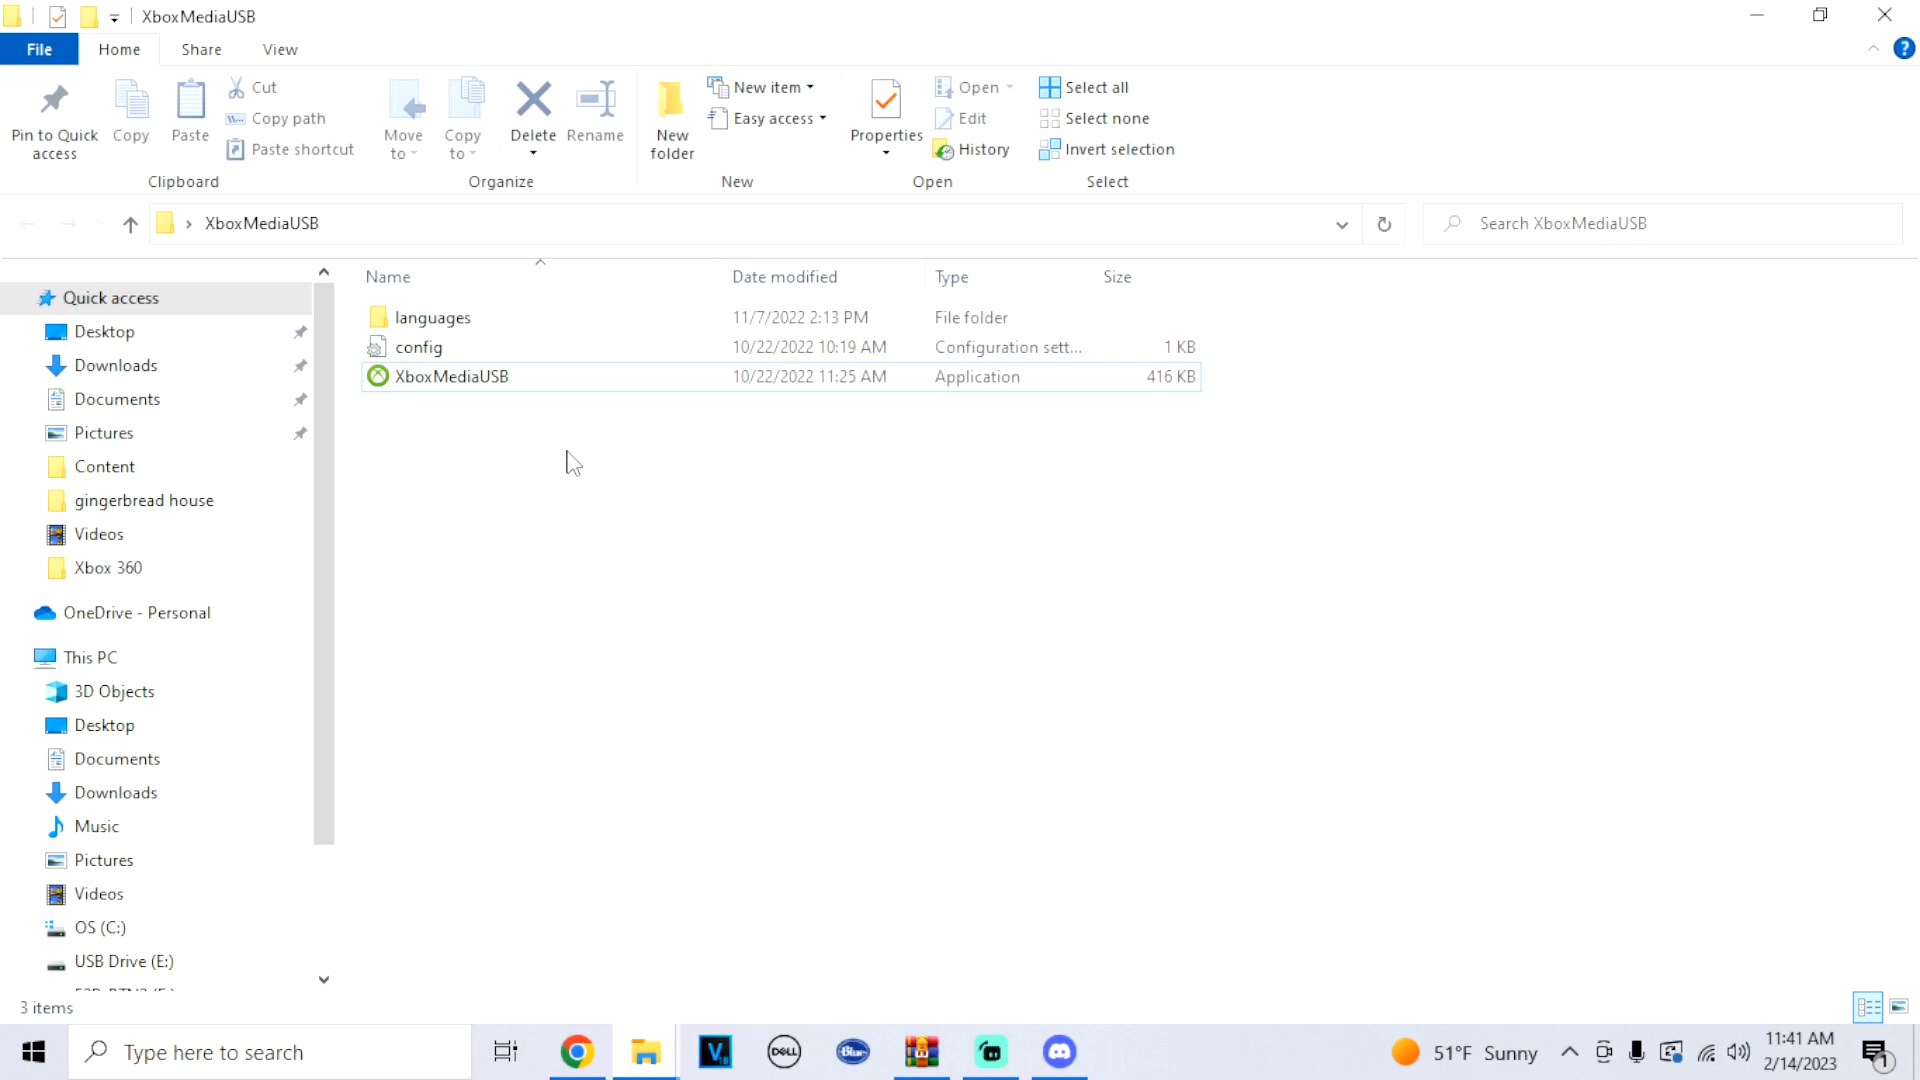 XboxMediaUSB
File
Home
Share
View
Pin to Quick access
Copy
Paste
Cut
Copy path
Paste shortcut
Clipboard
Move to
Copy to
Delete
Rename
Organize
New folder
New item
Easy access
New
Properties
Open
Edit
History
Open
Select all
Select none
Invert selection
Select
XboxMediaUSB
Search XboxMediaUSB
Name
Date modified
Type
Size
languages 11/7/2022 2:13 PM File folder
config 10/22/2022 10:19 AM Configuration sett... 1 KB
XboxMediaUSB 10/22/2022 11:25 AM Application 416 KB
Quick access
Desktop
Downloads
Documents
Pictures
Content
gingerbread house
Videos
Xbox 360
OneDrive - Personal
This PC
3D Objects
Desktop
Documents
Downloads
Music
Pictures
Videos
OS (C:)
USB Drive (E:)
3 items
Type here to search
DELL
Blue
51°F Sunny
11:41 AM
2/14/2023
1